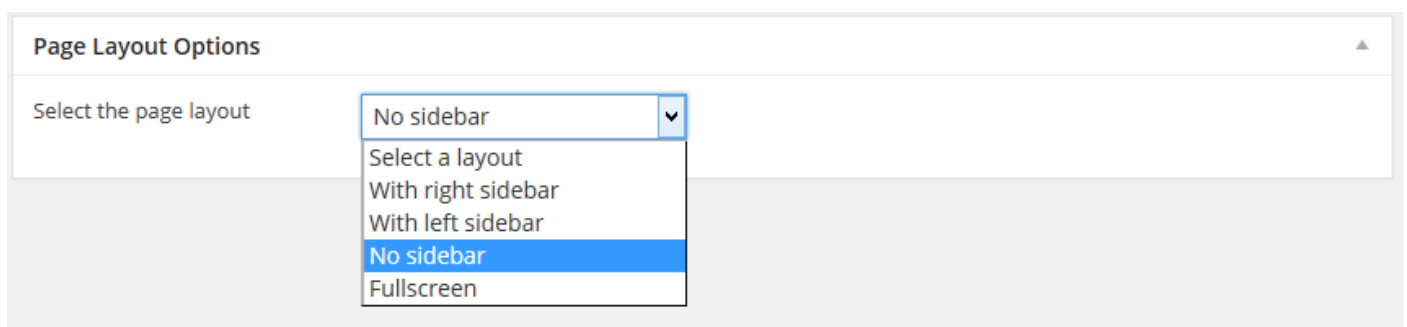 Page Layout Options
Select the page layout
No sidebar
Select a layout
With right sidebar
With left sidebar
No sidebar
Fullscreen